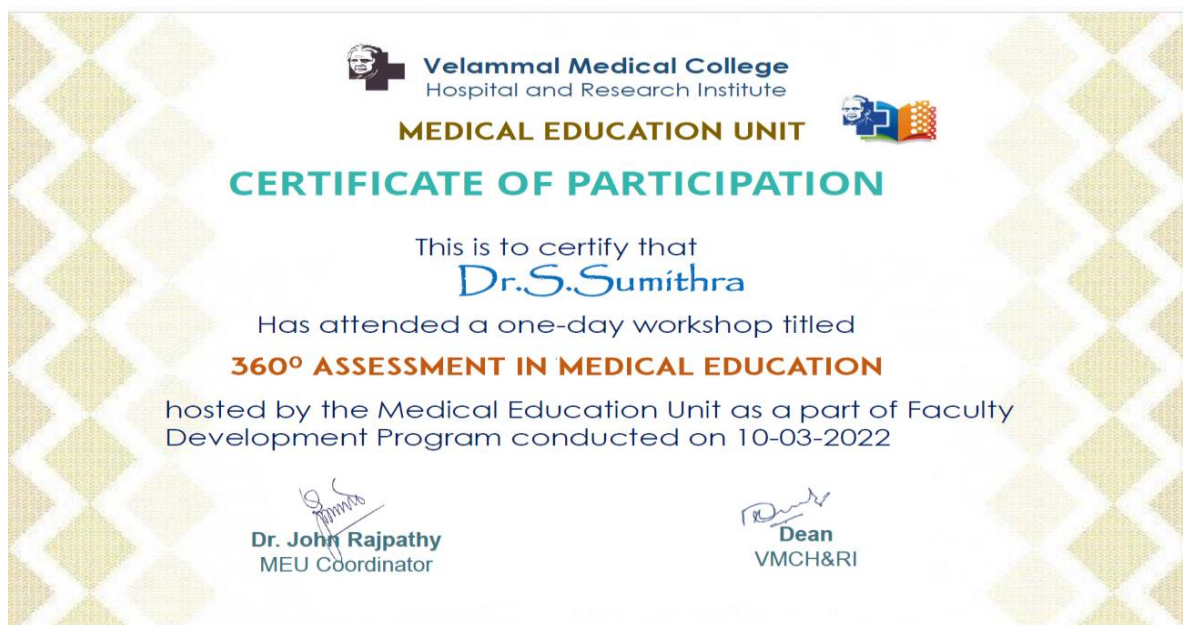 Velammal Medical College
Hospital and Research Institute
MEDICAL EDUCATION UNIT
CERTIFICATE OF PARTICIPATION
This is to certify that
Dr.S.Sumithra
Has attended a one-day workshop titled
360º ASSESSMENT IN MEDICAL EDUCATION
hosted by the Medical Education Unit as a part of Faculty
Development Program conducted on 10-03-2022
Dr. John Rajpathy
MEU Coordinator
Dean
VMCH&RI